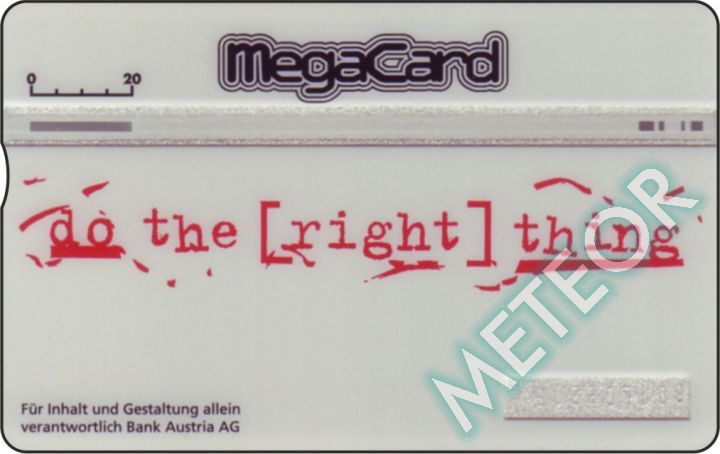 MegaCard
0 20
do the [right] thing
METEOR
Für Inhalt und Gestaltung allein
verantwortlich Bank Austria AG